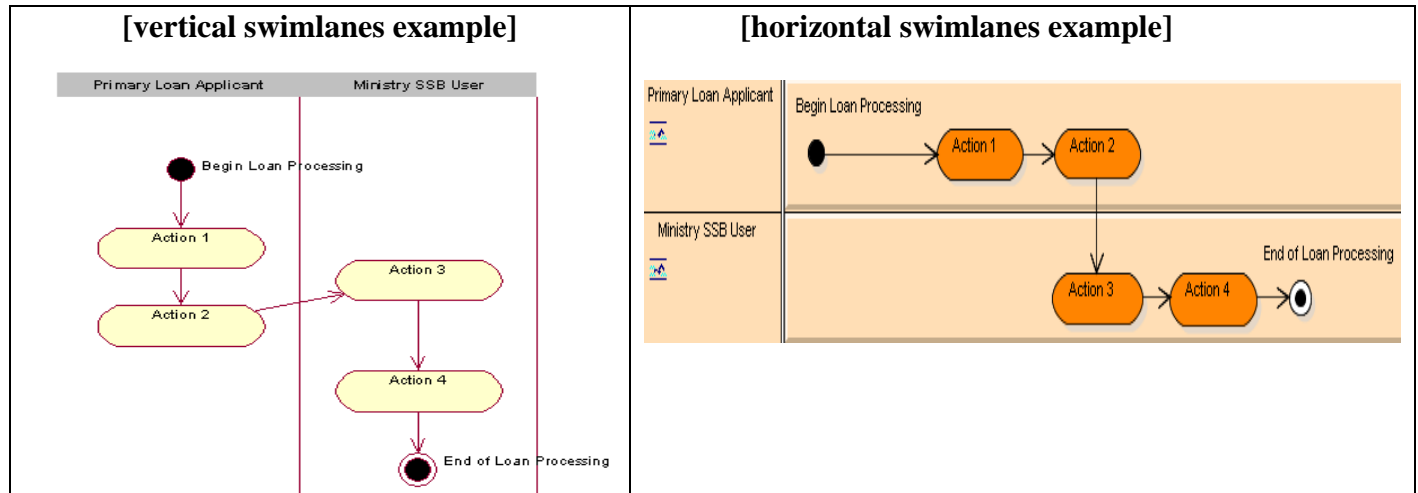 [vertical swimlanes example]
Primary Loan Applicant
Ministry SSB User
Begin Loan Processing
Action 1
Action 2
Action 3
Action 4
End of Loan Processing
[horizontal swimlanes example]
Primary Loan Applicant
Begin Loan Processing
Action 1
Action 2
Ministry SSB User
End of Loan Processing
Action 3
Action 4